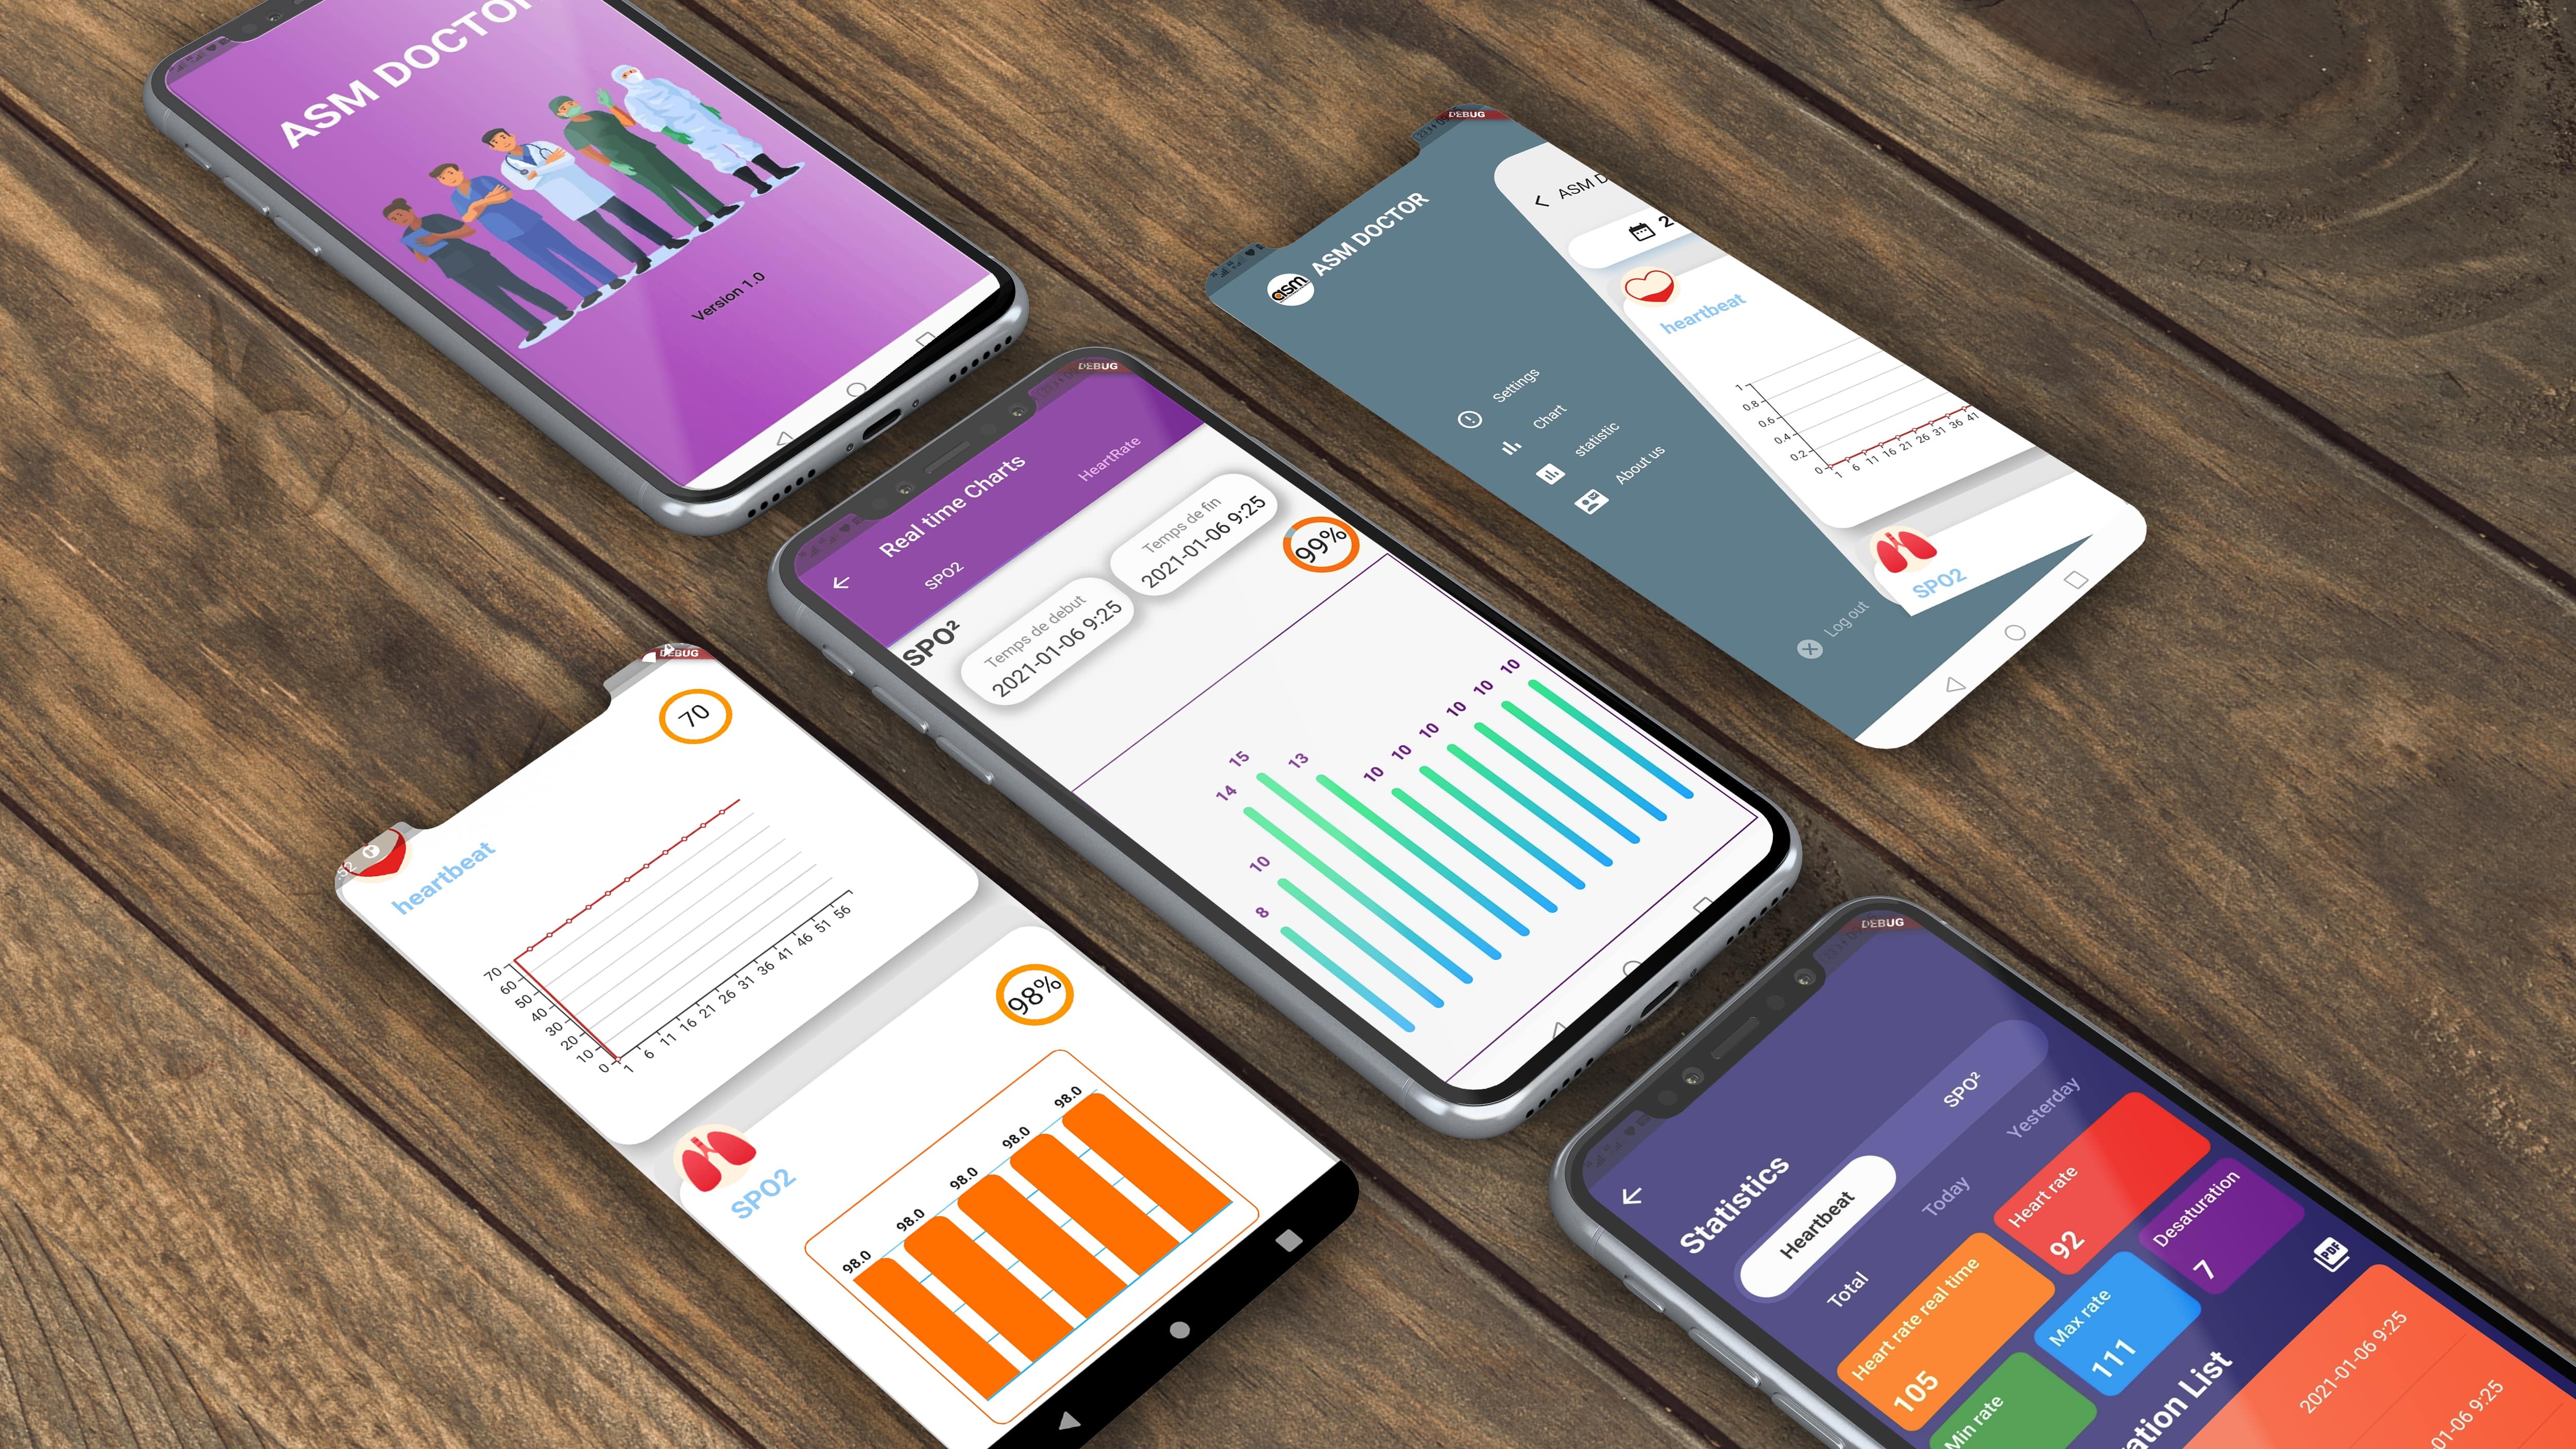 ASM DOCTOR
Version 1.0
DEBUG
ASM DOCTOR
asm
Settings
Chart
statistic
About us
Log out
ASM D
2
heartbeat
1
0.8
0.6
0.4
0.2
0
1 6 11 16 21 26 31 36 41
SPO2
DEBUG
Real time Charts
SPO2
HeartRate
SPO²
Temps de debut
2021-01-06 9:25
Temps de fin
2021-01-06 9:25
99%
8 10 14 15 13 10 10 10 10 10 10
DEBUG
70
heartbeat
70
60
50
40
30
20
10
0
1 6 11 16 21 26 31 36 41 46 51 56
98%
SPO2
98.0 98.0 98.0 98.0 98.0
DEBUG
Statistics
Heartbeat
SPO²
Total
Today
Yesterday
Heart rate real time
105
Heart rate
92
Min rate
Max rate
111
Desaturation
7
PDF
ation List
2021-01-06 9:25
01-06 9:25